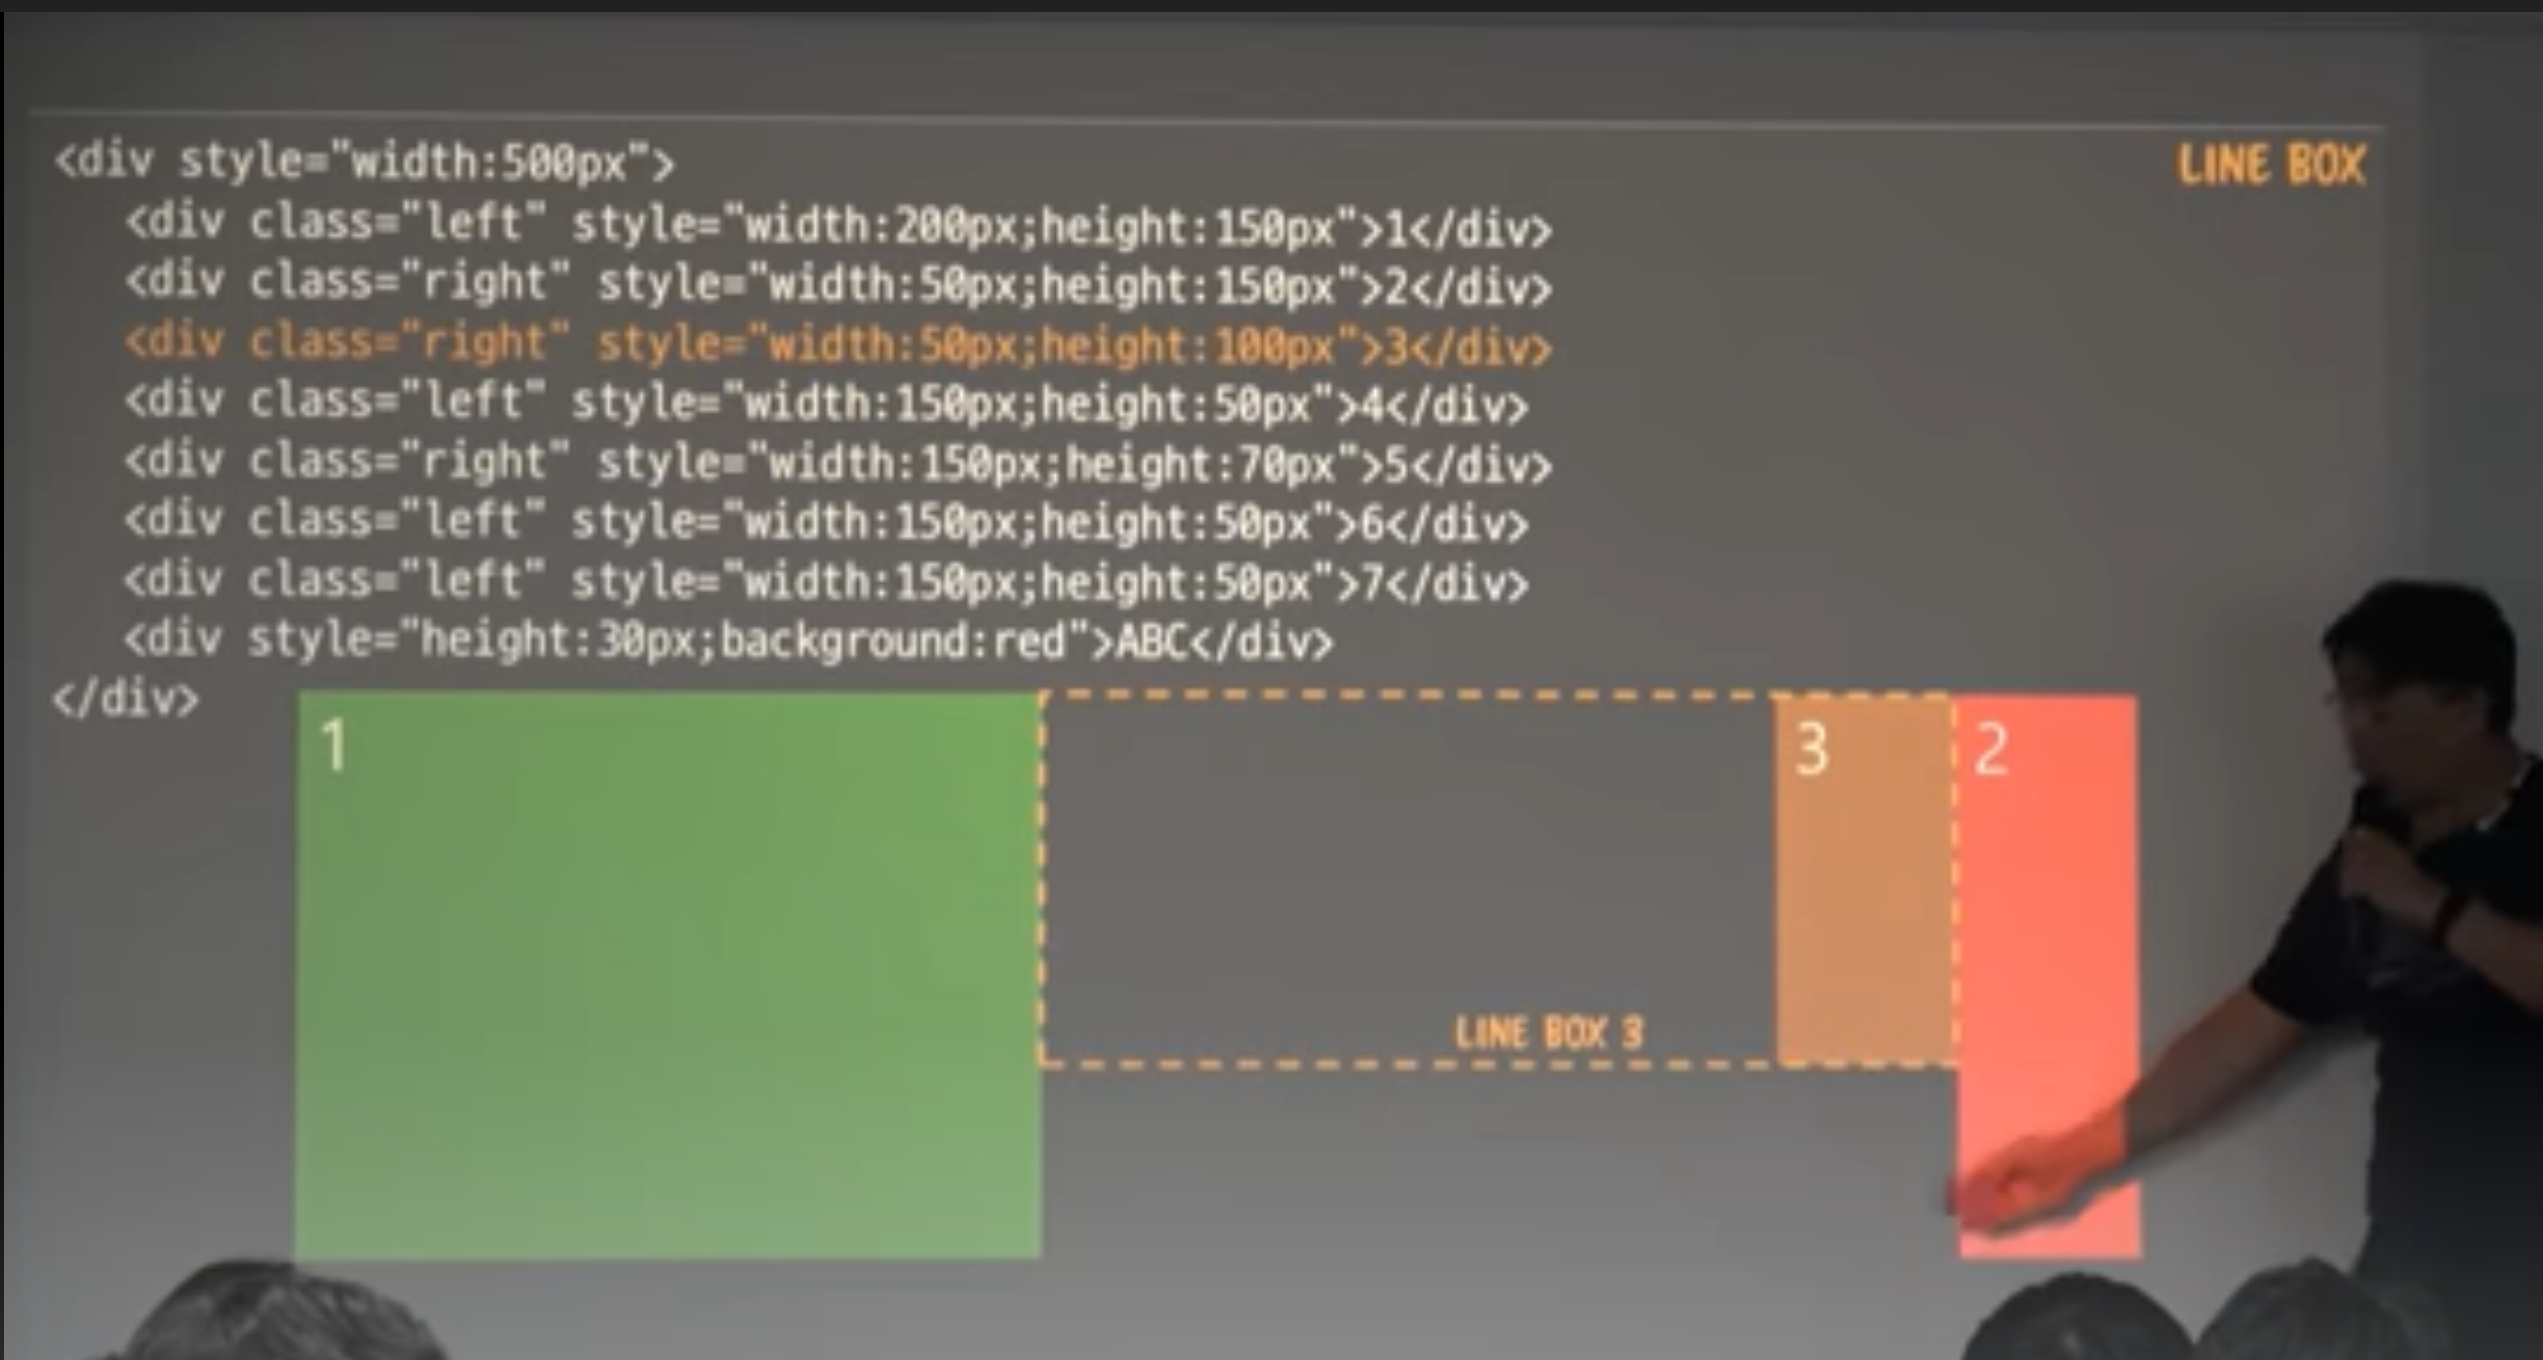 <div style="width:500px">
LINE BOX
<div class="left" style="width:200px;height:150px">1</div>
<div class="right" style="width:50px;height:150px">2</div>
<div class="right" style="width:50px;height:100px">3</div>
<div class="left" style="width:150px;height:50px">4</div>
<div class="right" style="width:150px;height:70px">5</div>
<div class="left" style="width:150px;height:50px">6</div>
<div class="left" style="width:150px;height:50px">7</div>
<div style="height:30px;background:red">ABC</div>
</div>
1
3
2
LINE BOX 3